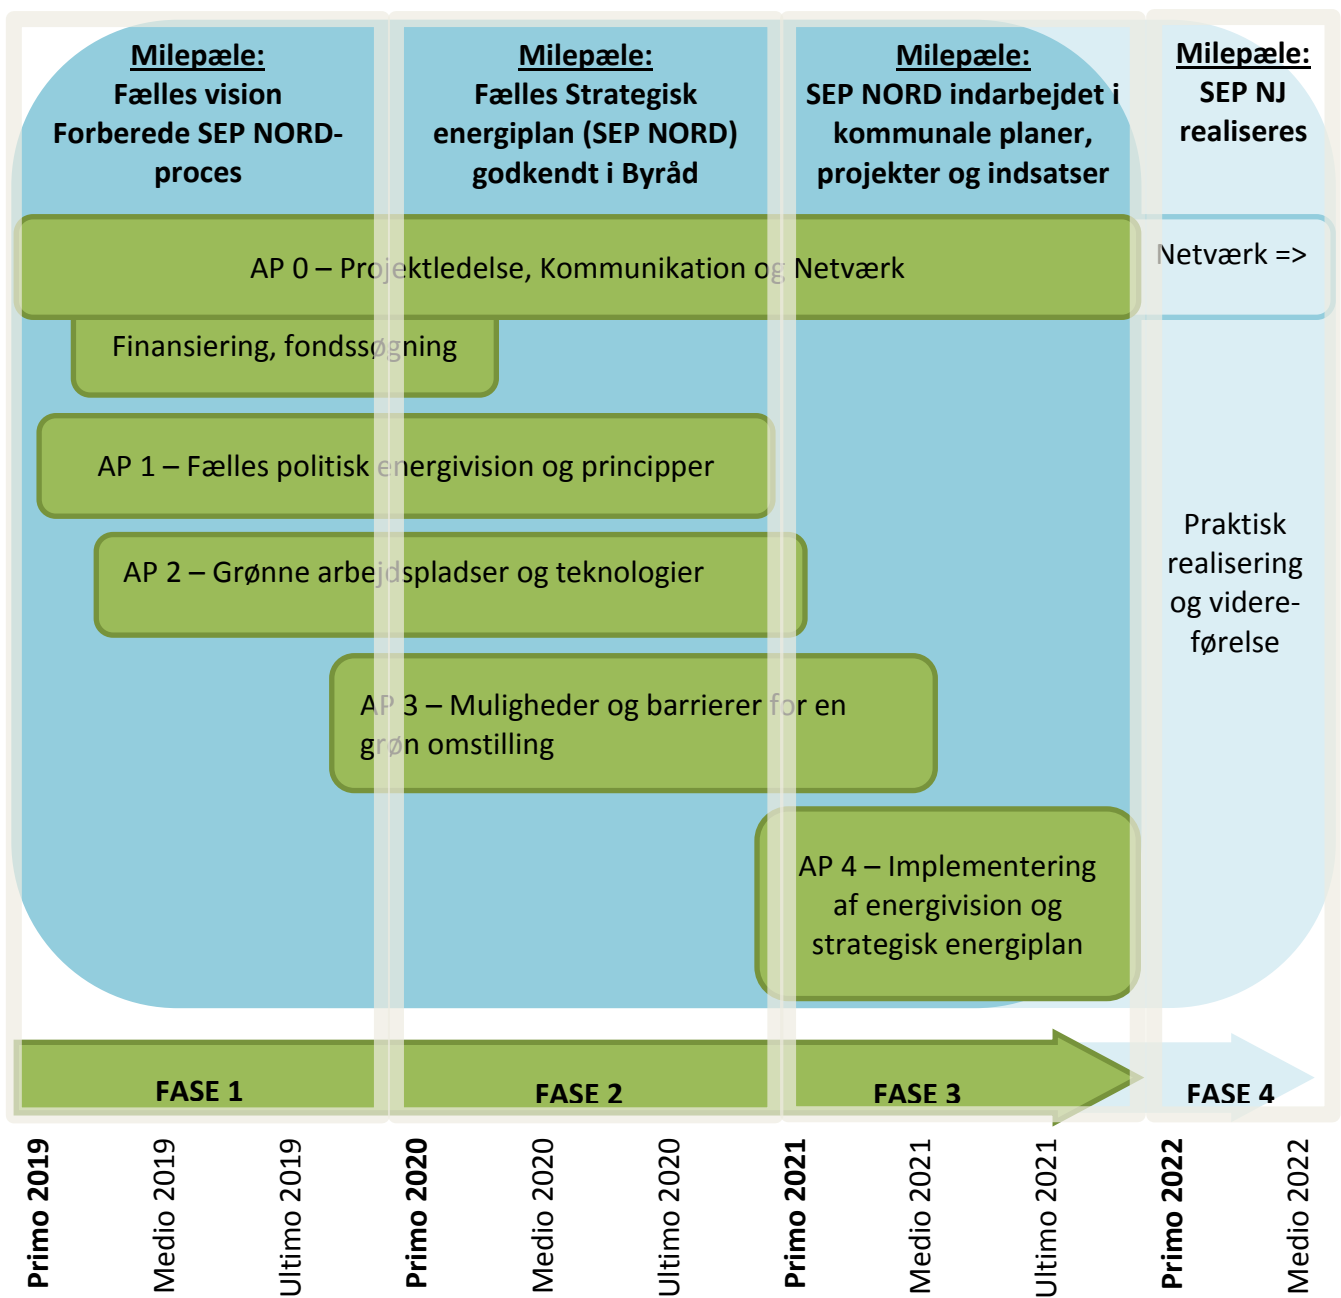 Milepæle:
Fælles vision
Forberede SEP NORD-
proces
Milepæle:
Fælles Strategisk
energiplan (SEP NORD)
godkendt i Byråd
Milepæle:
SEP NORD indarbejdet i
kommunale planer,
projekter og indsatser
Milepæle:
SEP NJ
realiseres
AP 0 – Projektledelse, Kommunikation og Netværk
Netværk =>
Finansiering, fondssøgning
AP 1 – Fælles politisk energivision og principper
AP 2 – Grønne arbejdspladser og teknologier
Praktisk
realisering
og videre-
førelse
AP 3 – Muligheder og barrierer for en
grøn omstilling
AP 4 – Implementering
af energivision og
strategisk energiplan
FASE 1
FASE 2
FASE 3
FASE 4
Primo 2019
Medio 2019
Ultimo 2019
Primo 2020
Medio 2020
Ultimo 2020
Primo 2021
Medio 2021
Ultimo 2021
Primo 2022
Medio 2022